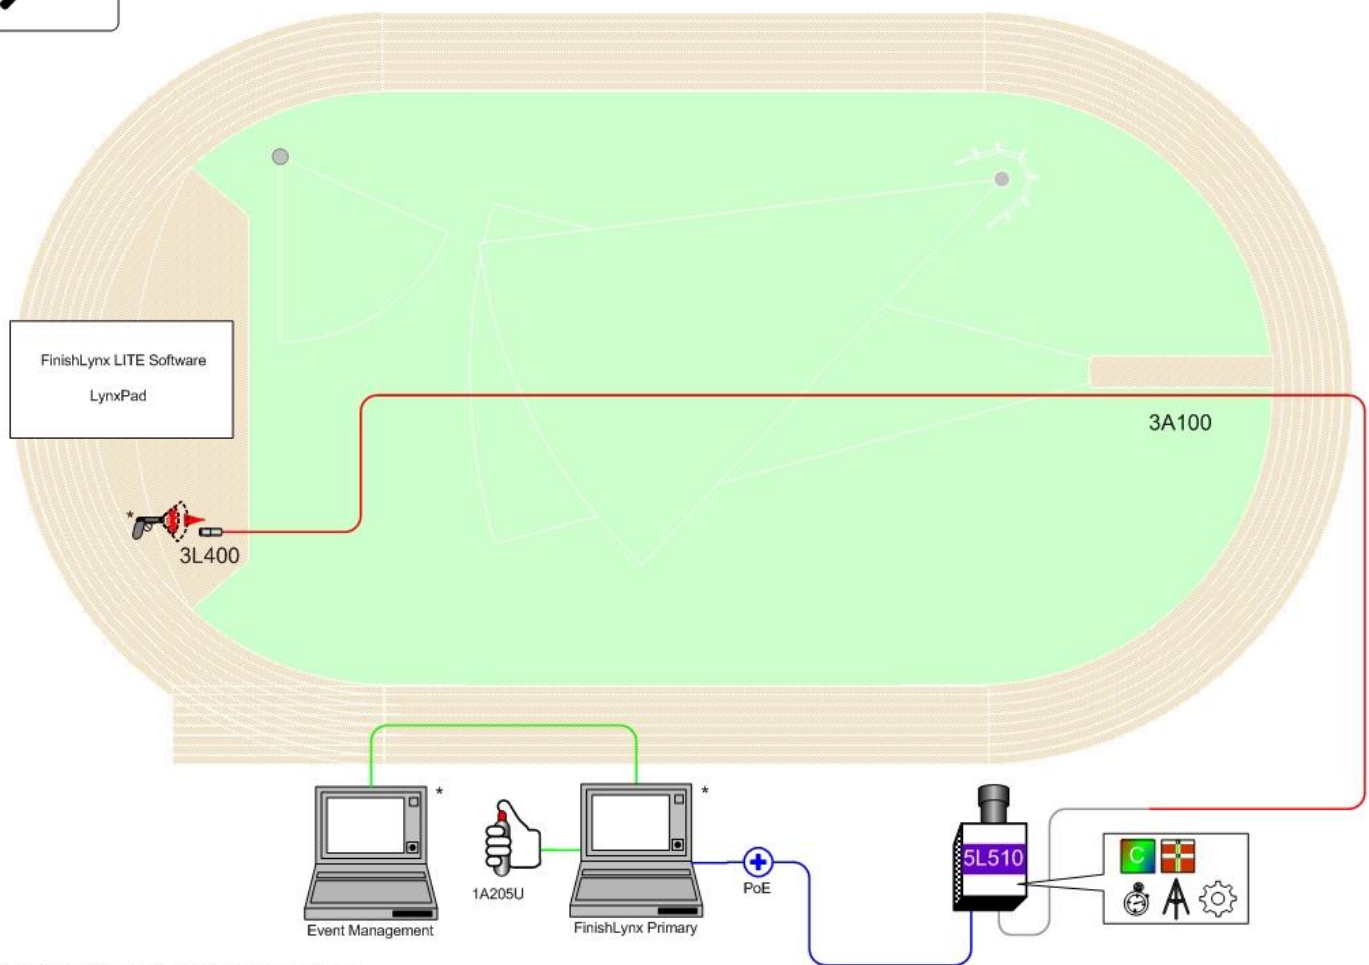 FinishLynx LITE Software
LynxPad
3A100
*
3L400
*
*
5L510
C
1A205U
PoE
Event Management
FinishLynx Primary